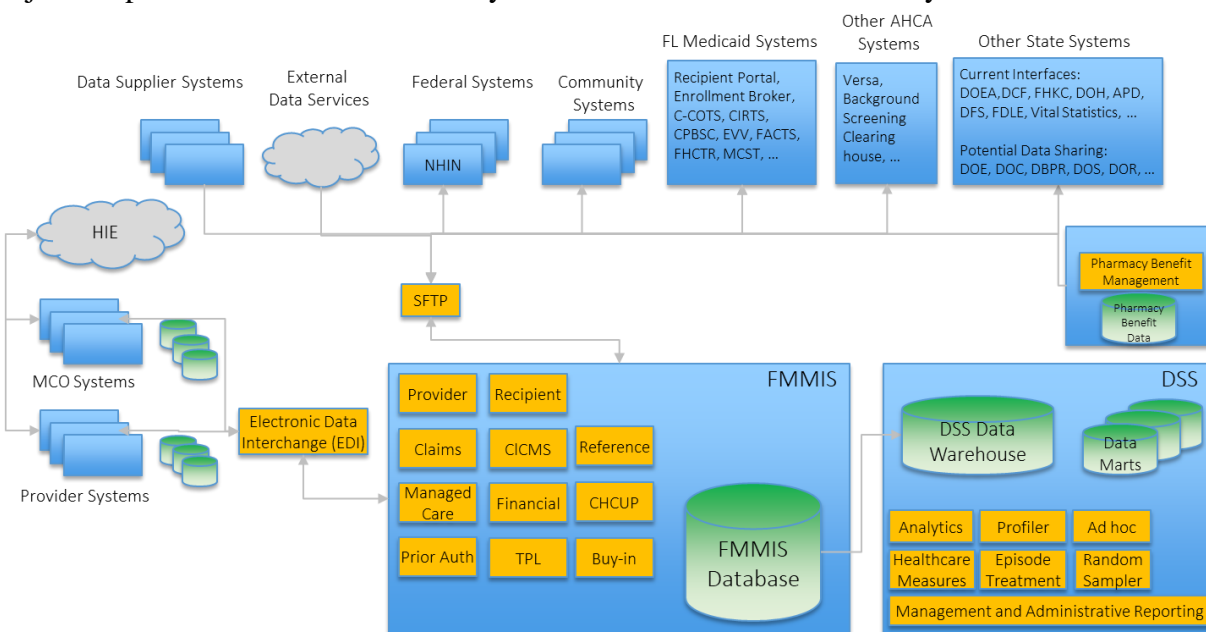 Other AHCA
Systems
FL Medicaid Systems
Other State Systems
Data Supplier Systems
External
Data Services
Federal Systems
Community
Systems
NHIN
Recipient Portal,
Enrollment Broker,
C-COTS, CIRTS,
CPBSC, EVV, FACTS,
FHCTR, MCST, ...
Versa,
Background
Screening
Clearing
house, ...
Current Interfaces:
DOEA,DCF, FHKC, DOH, APD,
DFS, FDLE, Vital Statistics, ...
Potential Data Sharing:
DOE, DOC, DBPR, DOS, DOR, ...
HIE
Pharmacy Benefit
Management
Pharmacy
Benefit
Data
SFTP
MCO Systems
Provider Systems
Electronic Data
Interchange (EDI)
FMMIS
Provider
Recipient
Claims
CICMS
Reference
Managed
Care
Financial
CHCUP
Prior Auth
TPL
Buy-in
FMMIS
Database
DSS
DSS Data
Warehouse
Data
Marts
Analytics
Profiler
Ad hoc
Healthcare
Measures
Episode
Treatment
Random
Sampler
Management and Administrative Reporting